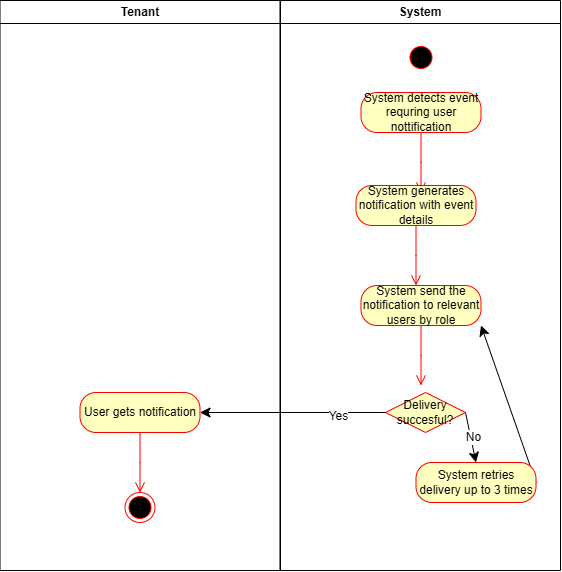 Tenant
System
System detects event
requring user
nottification
System generates
notification with event
details
System send the
notification to relevant
users by role
Delivery
succesful?
Yes
User gets notification
No
System retries
delivery up to 3 times